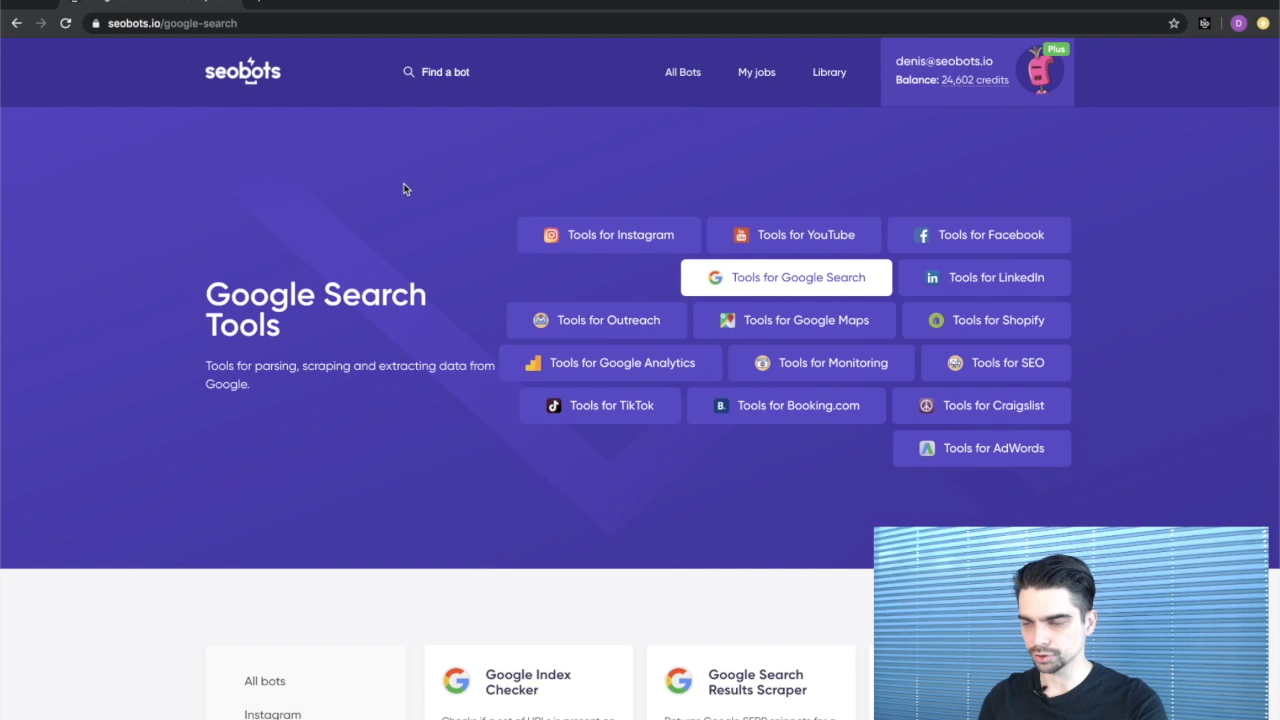 seobots.io/google-search
D
seobots
Find a bot
All Bots
My jobs
Library
denis@seobots.io
Balance: 24,602 credits
Plus
Tools for Instagram
Tools for YouTube
Tools for Facebook
Tools for Google Search
Tools for LinkedIn
Google Search
Tools
Tools for Outreach
Tools for Google Maps
Tools for Shopify
Tools for parsing, scraping and extracting data from
Google.
Tools for Google Analytics
Tools for Monitoring
Tools for SEO
Tools for TikTok
B.
Tools for Booking.com
Tools for Craigslist
Tools for AdWords
All bots
Instagram
Google Index
Checker
Google Search
Results Scraper